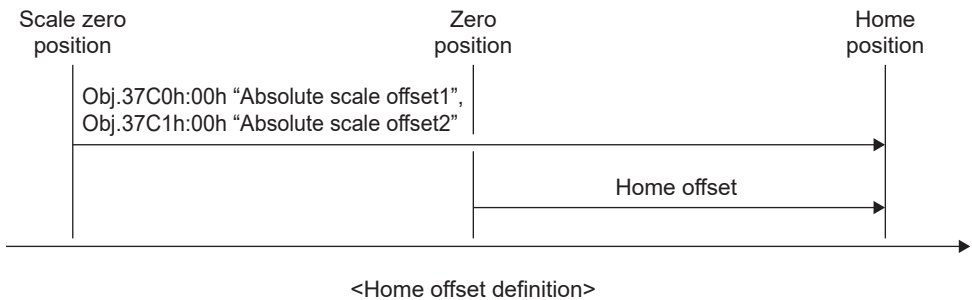 Scale zero
position
Zero
position
Home
position
Obj.37C0h:00h “Absolute scale offset1”,
Obj.37C1h:00h “Absolute scale offset2”
Home offset
<Home offset definition>